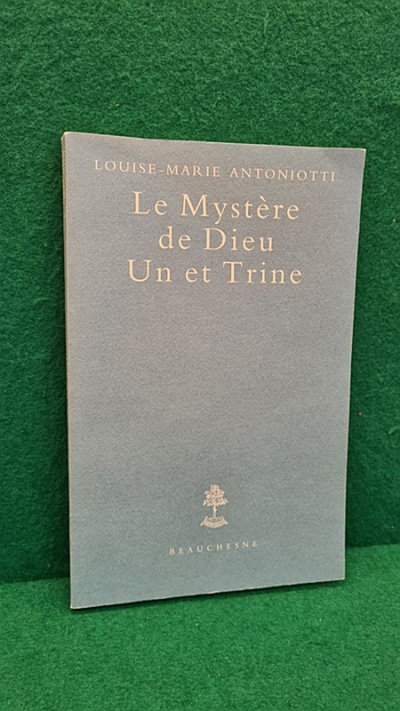 LOUISE-MARIE ANTONIOTTI
Le Mystère
de Dieu
Un et Trine
BEAUCHESNE